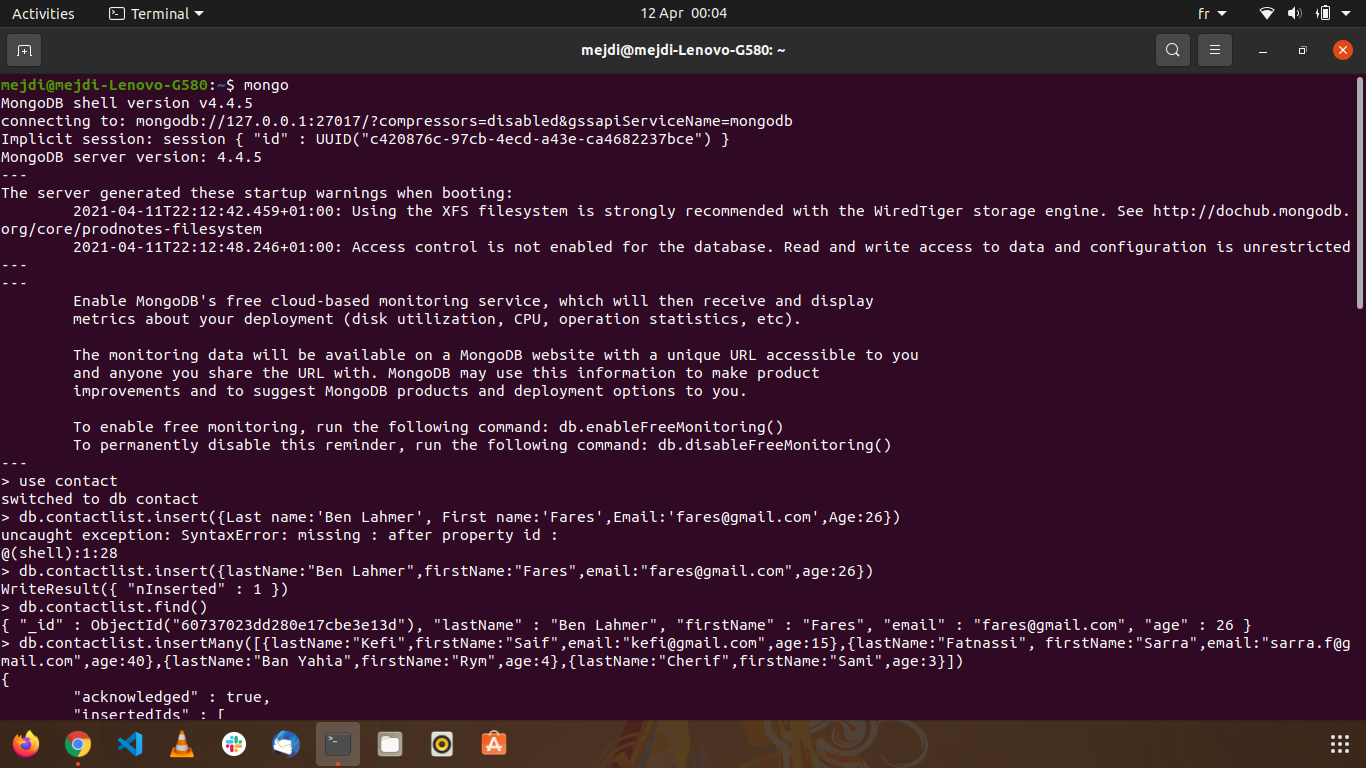 Activities Terminal 12 Apr 00:04 fr
mejdi@mejdi-Lenovo-G580: ~
mejdi@mejdi-Lenovo-G580:~$ mongo
MongoDB shell version v4.4.5
connecting to: mongodb://127.0.0.1:27017/?compressors=disabled&gssapiServiceName=mongodb
Implicit session: session { "id" : UUID("c420876c-97cb-4ecd-a43e-ca4682237bce") }
MongoDB server version: 4.4.5
---
The server generated these startup warnings when booting:
        2021-04-11T22:12:42.459+01:00: Using the XFS filesystem is strongly recommended with the WiredTiger storage engine. See http://dochub.mongodb.
org/core/prodnotes-filesystem
        2021-04-11T22:12:48.246+01:00: Access control is not enabled for the database. Read and write access to data and configuration is unrestricted
---
---
        Enable MongoDB's free cloud-based monitoring service, which will then receive and display
        metrics about your deployment (disk utilization, CPU, operation statistics, etc).

        The monitoring data will be available on a MongoDB website with a unique URL accessible to you
        and anyone you share the URL with. MongoDB may use this information to make product
        improvements and to suggest MongoDB products and deployment options to you.

        To enable free monitoring, run the following command: db.enableFreeMonitoring()
        To permanently disable this reminder, run the following command: db.disableFreeMonitoring()
---
> use contact
switched to db contact
> db.contactlist.insert({Last name:'Ben Lahmer', First name:'Fares',Email:'fares@gmail.com',Age:26})
uncaught exception: SyntaxError: missing : after property id :
@(shell):1:28
> db.contactlist.insert({lastName:"Ben Lahmer",firstName:"Fares",email:"fares@gmail.com",age:26})
WriteResult({ "nInserted" : 1 })
> db.contactlist.find()
{ "_id" : ObjectId("60737023dd280e17cbe3e13d"), "lastName" : "Ben Lahmer", "firstName" : "Fares", "email" : "fares@gmail.com", "age" : 26 }
> db.contactlist.insertMany([{lastName:"Kefi",firstName:"Saif",email:"kefi@gmail.com",age:15},{lastName:"Fatnassi", firstName:"Sarra",email:"sarra.f@g
mail.com",age:40},{lastName:"Ban Yahia",firstName:"Rym",age:4},{lastName:"Cherif",firstName:"Sami",age:3}])
{
        "acknowledged" : true,
        "insertedIds" : [